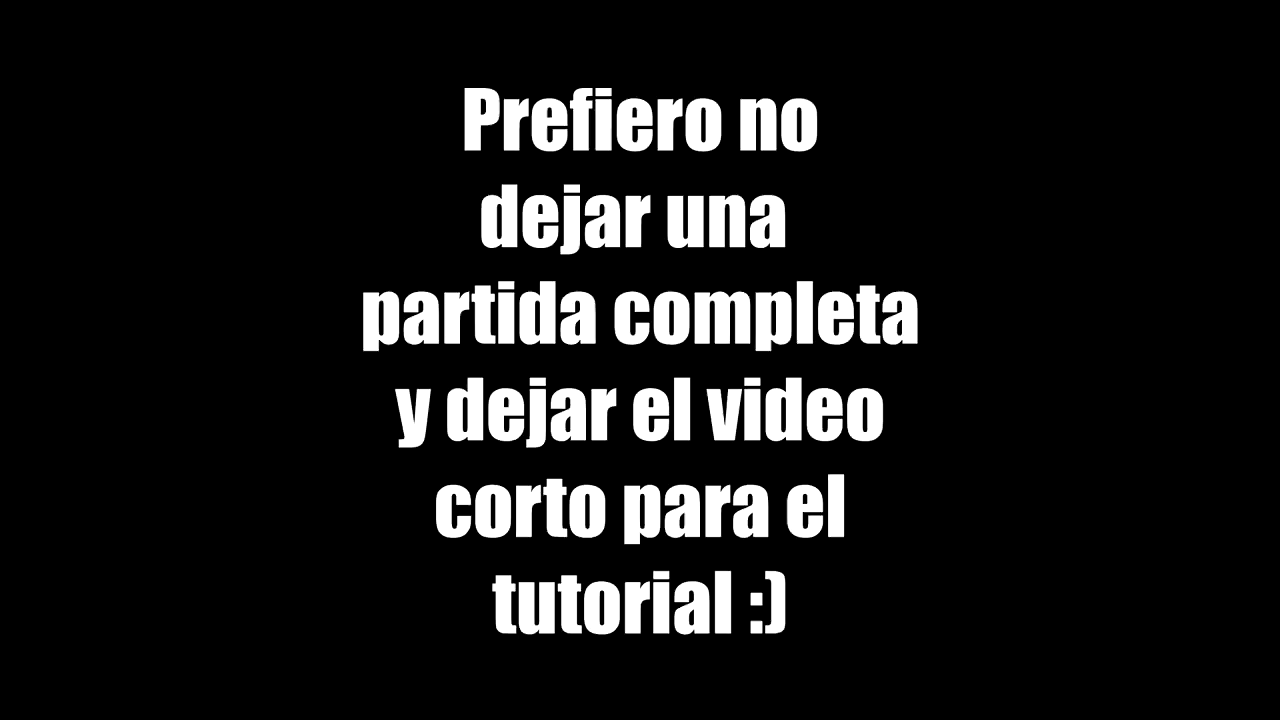 Prefiero no
dejar una
partida completa
y dejar el video
corto para el
tutorial :)